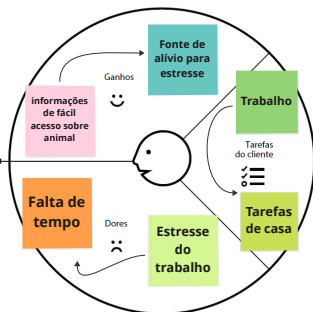 Fonte de
alívio para
estresse
Ganhos
informações
de fácil
acesso sobre
animal
Trabalho
Tarefas
do cliente
Falta de
tempo
Dores
Estresse
do
trabalho
Tarefas
de casa